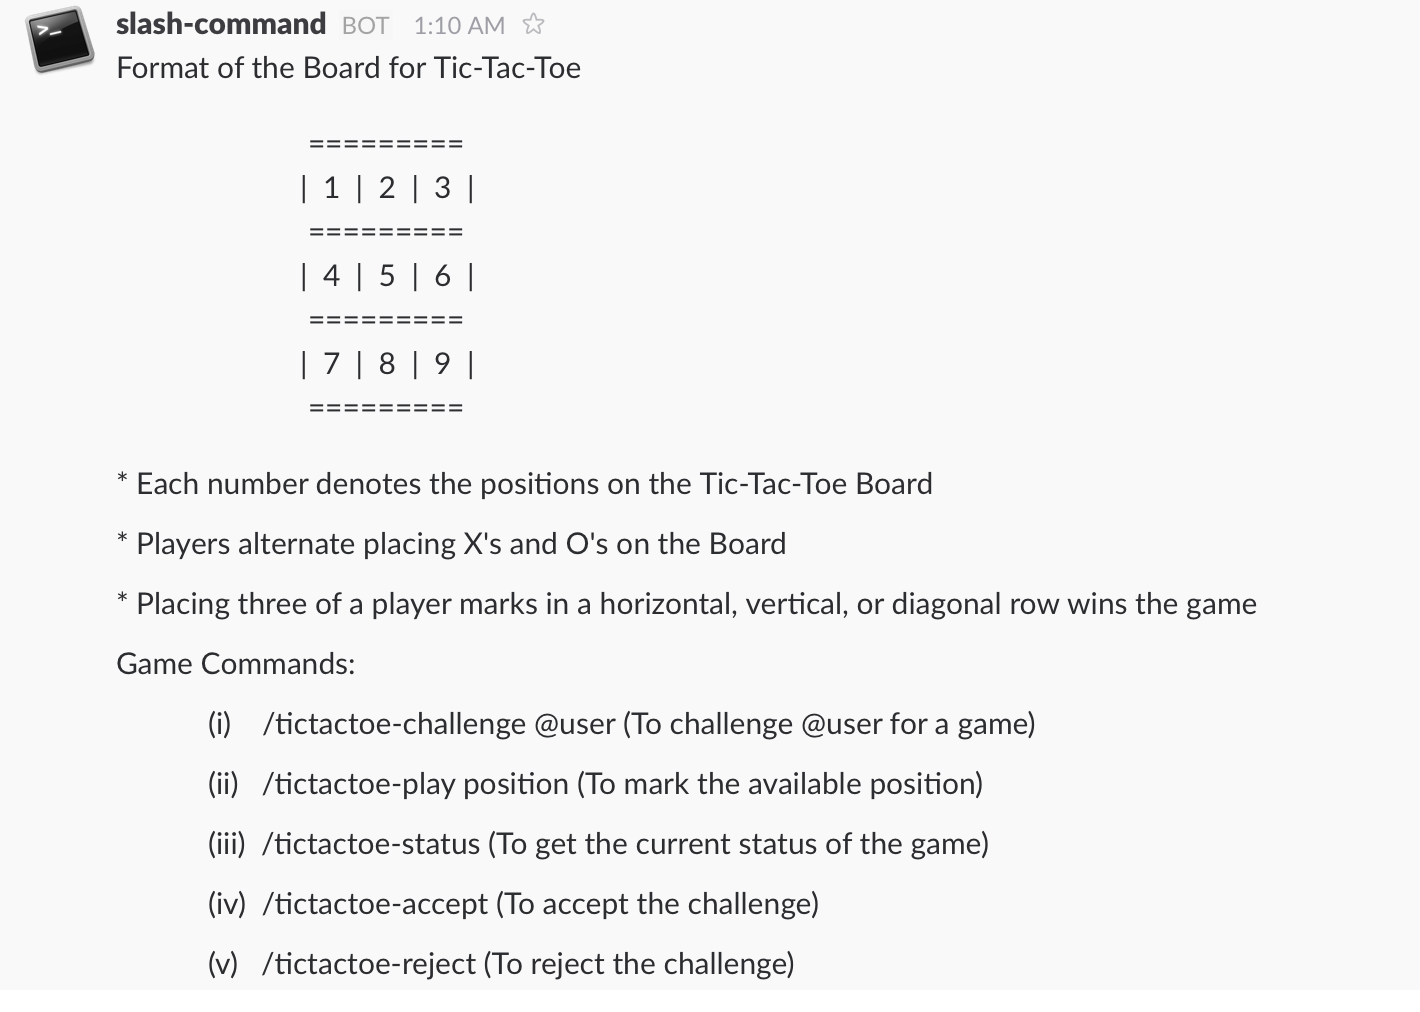 slash-command BOT 1:10 AM ☆
>_
Format of the Board for Tic-Tac-Toe
=========
| 1 | 2 | 3 |
=========
| 4 | 5 | 6 |
=========
| 7 | 8 | 9 |
=========
* Each number denotes the positions on the Tic-Tac-Toe Board
* Players alternate placing X's and O's on the Board
* Placing three of a player marks in a horizontal, vertical, or diagonal row wins the game
Game Commands:
(i) /tictactoe-challenge @user (To challenge @user for a game)
(ii) /tictactoe-play position (To mark the available position)
(iii) /tictactoe-status (To get the current status of the game)
(iv) /tictactoe-accept (To accept the challenge)
(v) /tictactoe-reject (To reject the challenge)